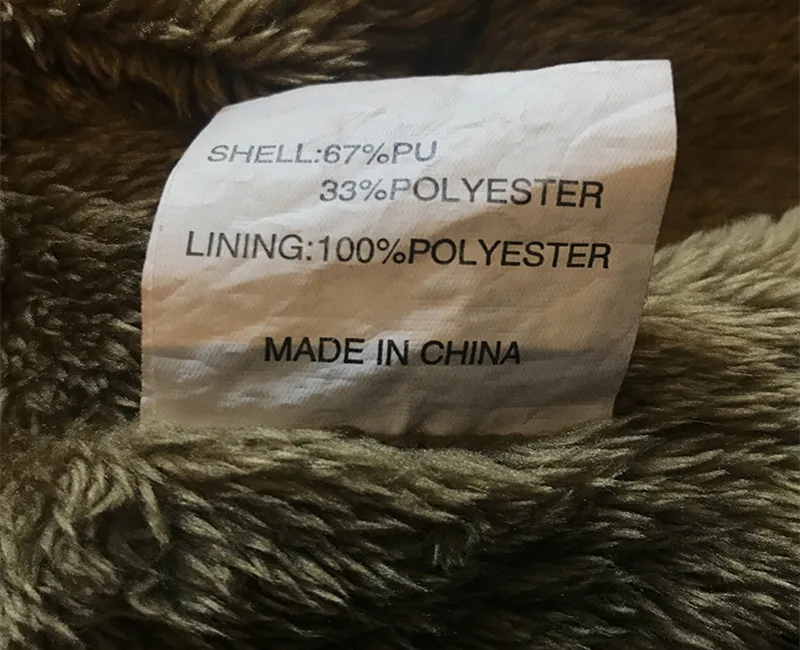 SHELL:67%PU
33%POLYESTER
LINING:100%POLYESTER
MADE IN CHINA